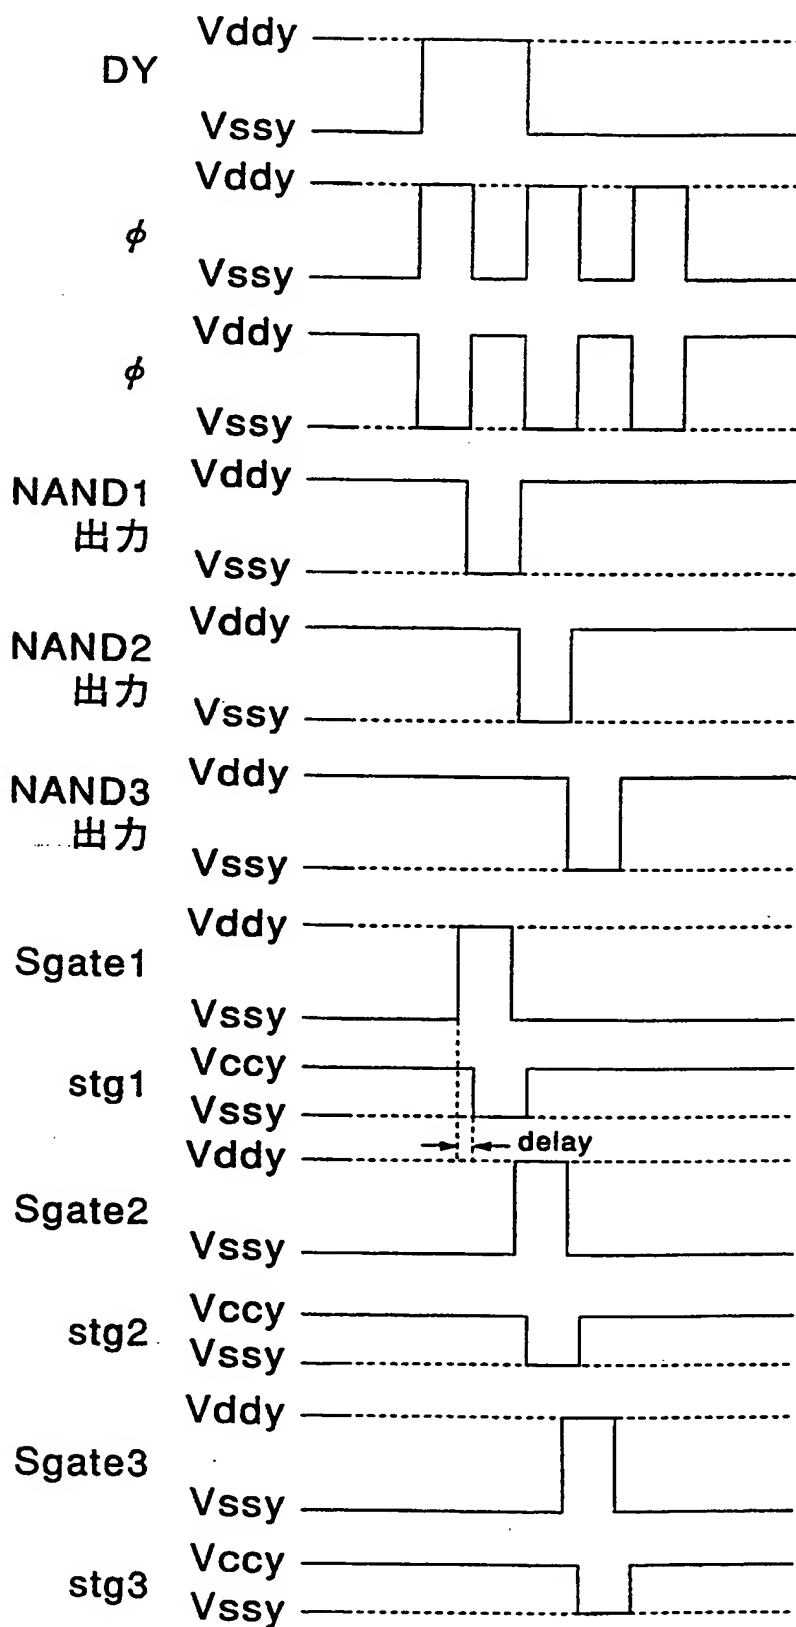 Vddy
DY
Vssy
Vddy
φ
Vssy
Vddy
φ
Vssy
Vddy
NAND1
出力
Vssy
Vddy
NAND2
出力
Vssy
Vddy
NAND3
出力
Vssy
Vddy
Sgate1
Vssy
Vccy
stg1
Vssy
delay
Vddy
Sgate2
Vssy
Vccy
stg2
Vssy
Vddy
Sgate3
Vssy
Vccy
stg3
Vssy